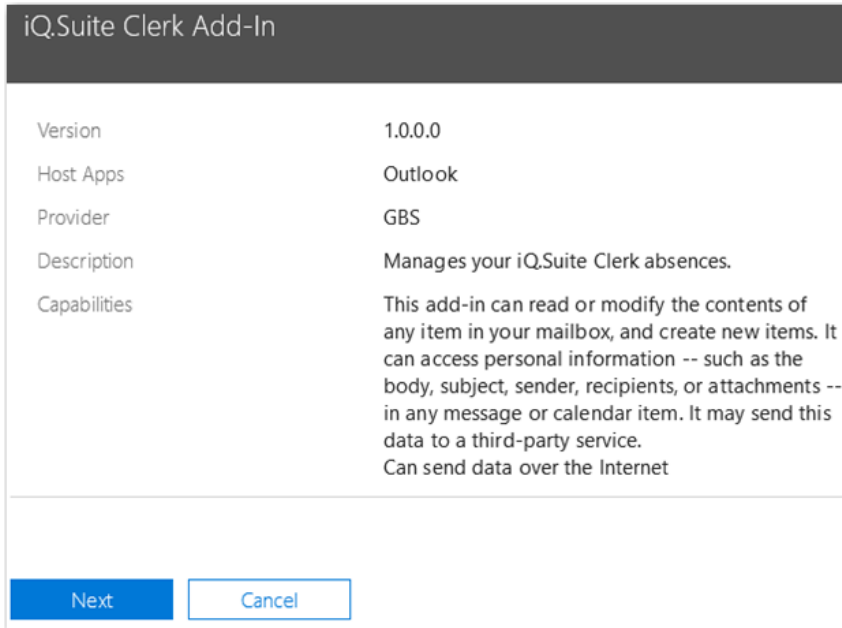 iQ.Suite Clerk Add-In
Version 1.0.0.0
Host Apps Outlook
Provider GBS
Description Manages your iQ.Suite Clerk absences.
Capabilities This add-in can read or modify the contents of
any item in your mailbox, and create new items. It
can access personal information -- such as the
body, subject, sender, recipients, or attachments --
in any message or calendar item. It may send this
data to a third-party service.
Can send data over the Internet
Next Cancel